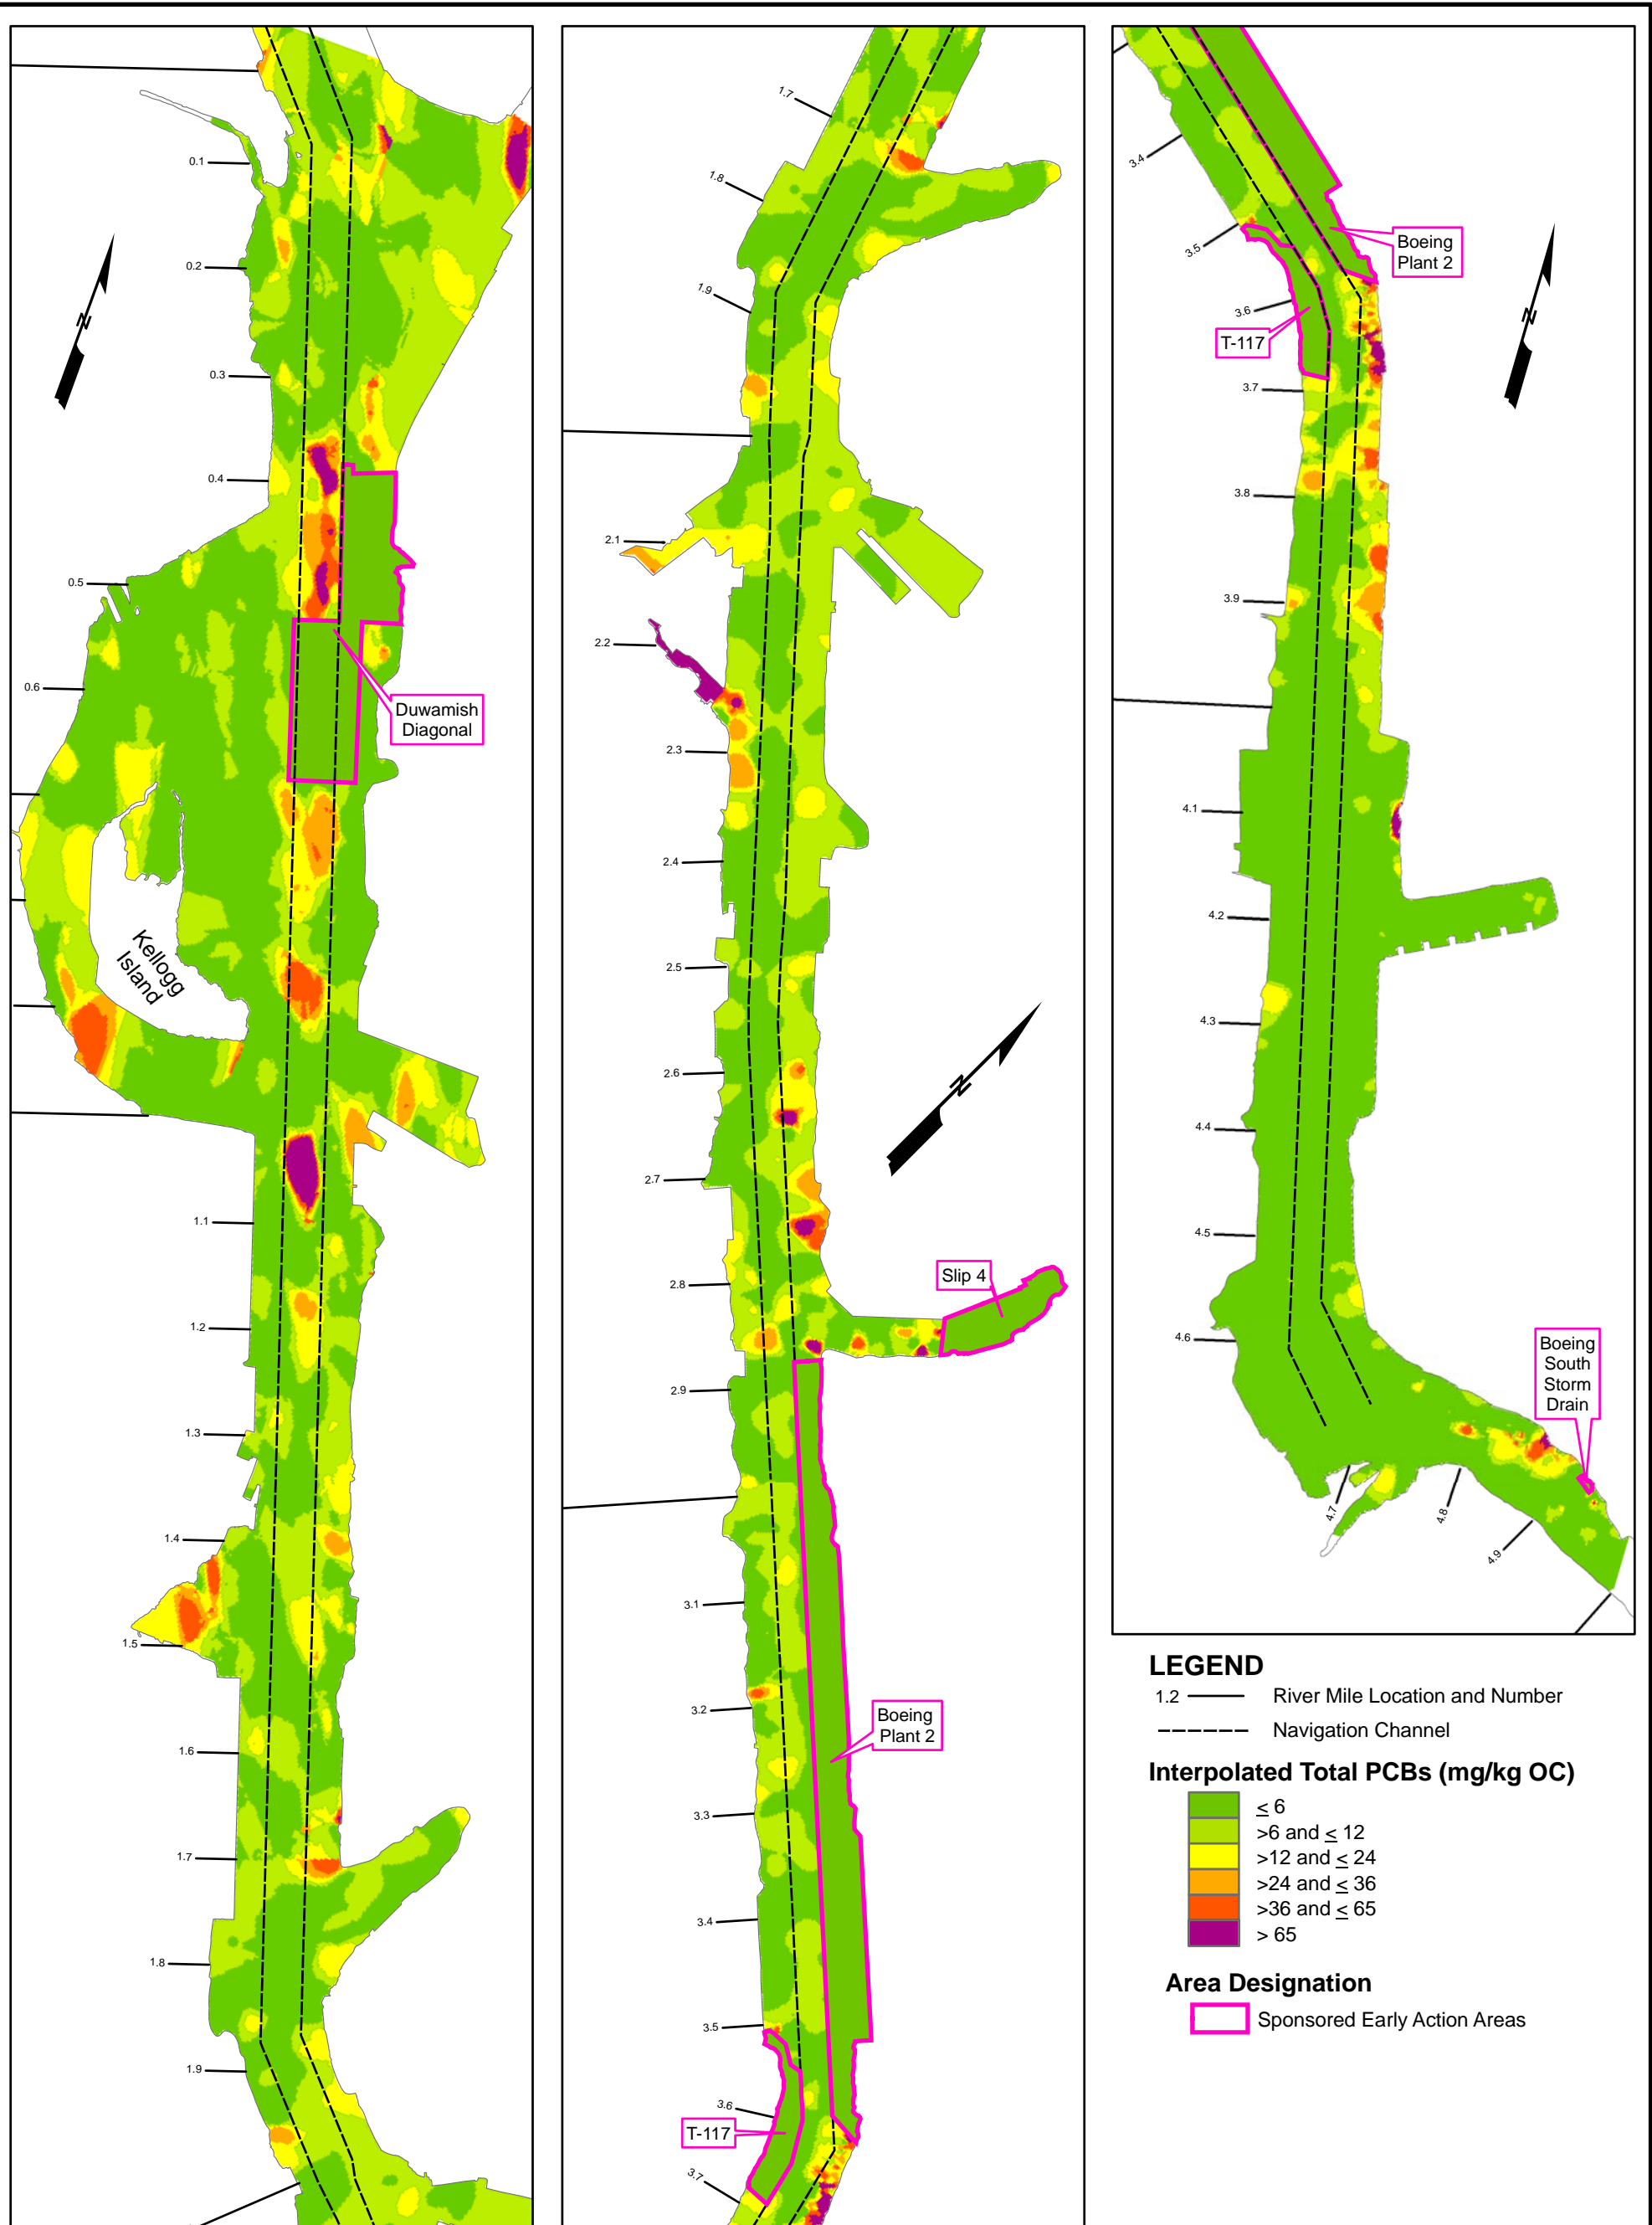 0.1
0.2
N
0.3
0.4
0.5
0.6
Duwamish
Diagonal
Kellogg
Island
1.1
1.2
1.3
1.4
1.5
1.6
1.7
1.8
1.9
1.7
1.8
1.9
2.1
2.2
2.3
2.4
2.5
2.6
N
2.7
2.8
Slip 4
2.9
3.1
3.2
Boeing
Plant 2
3.3
3.4
3.5
3.6
T-117
3.7
3.4
3.5
Boeing
Plant 2
3.6
T-117
N
3.7
3.8
3.9
4.1
4.2
4.3
4.4
4.5
4.6
Boeing
South
Storm
Drain
4.7
4.8
4.9
LEGEND
1.2 River Mile Location and Number
Navigation Channel
Interpolated Total PCBs (mg/kg OC)
≤ 6
>6 and ≤ 12
>12 and ≤ 24
>24 and ≤ 36
>36 and ≤ 65
> 65
Area Designation
Sponsored Early Action Areas